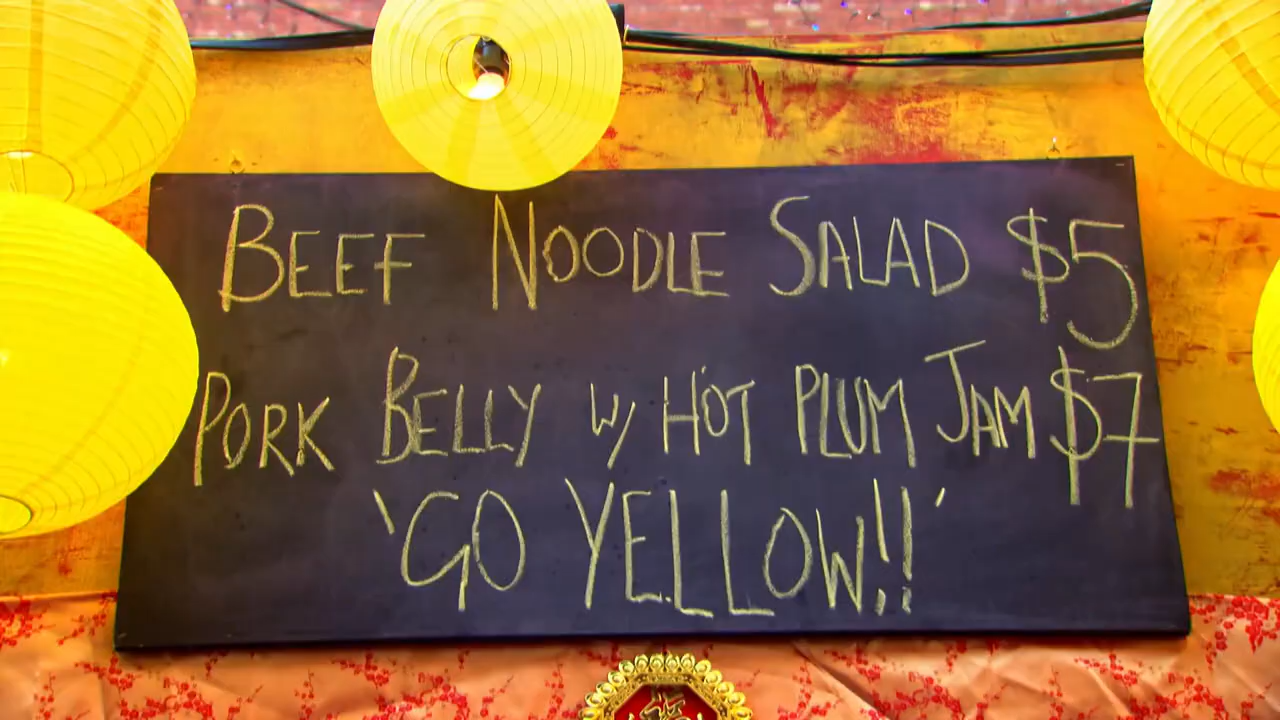 BEEF NOODLE SALAD $5
PORK BELLY W/ HOT PLUM JAM $7
'GO YELLOW!!'